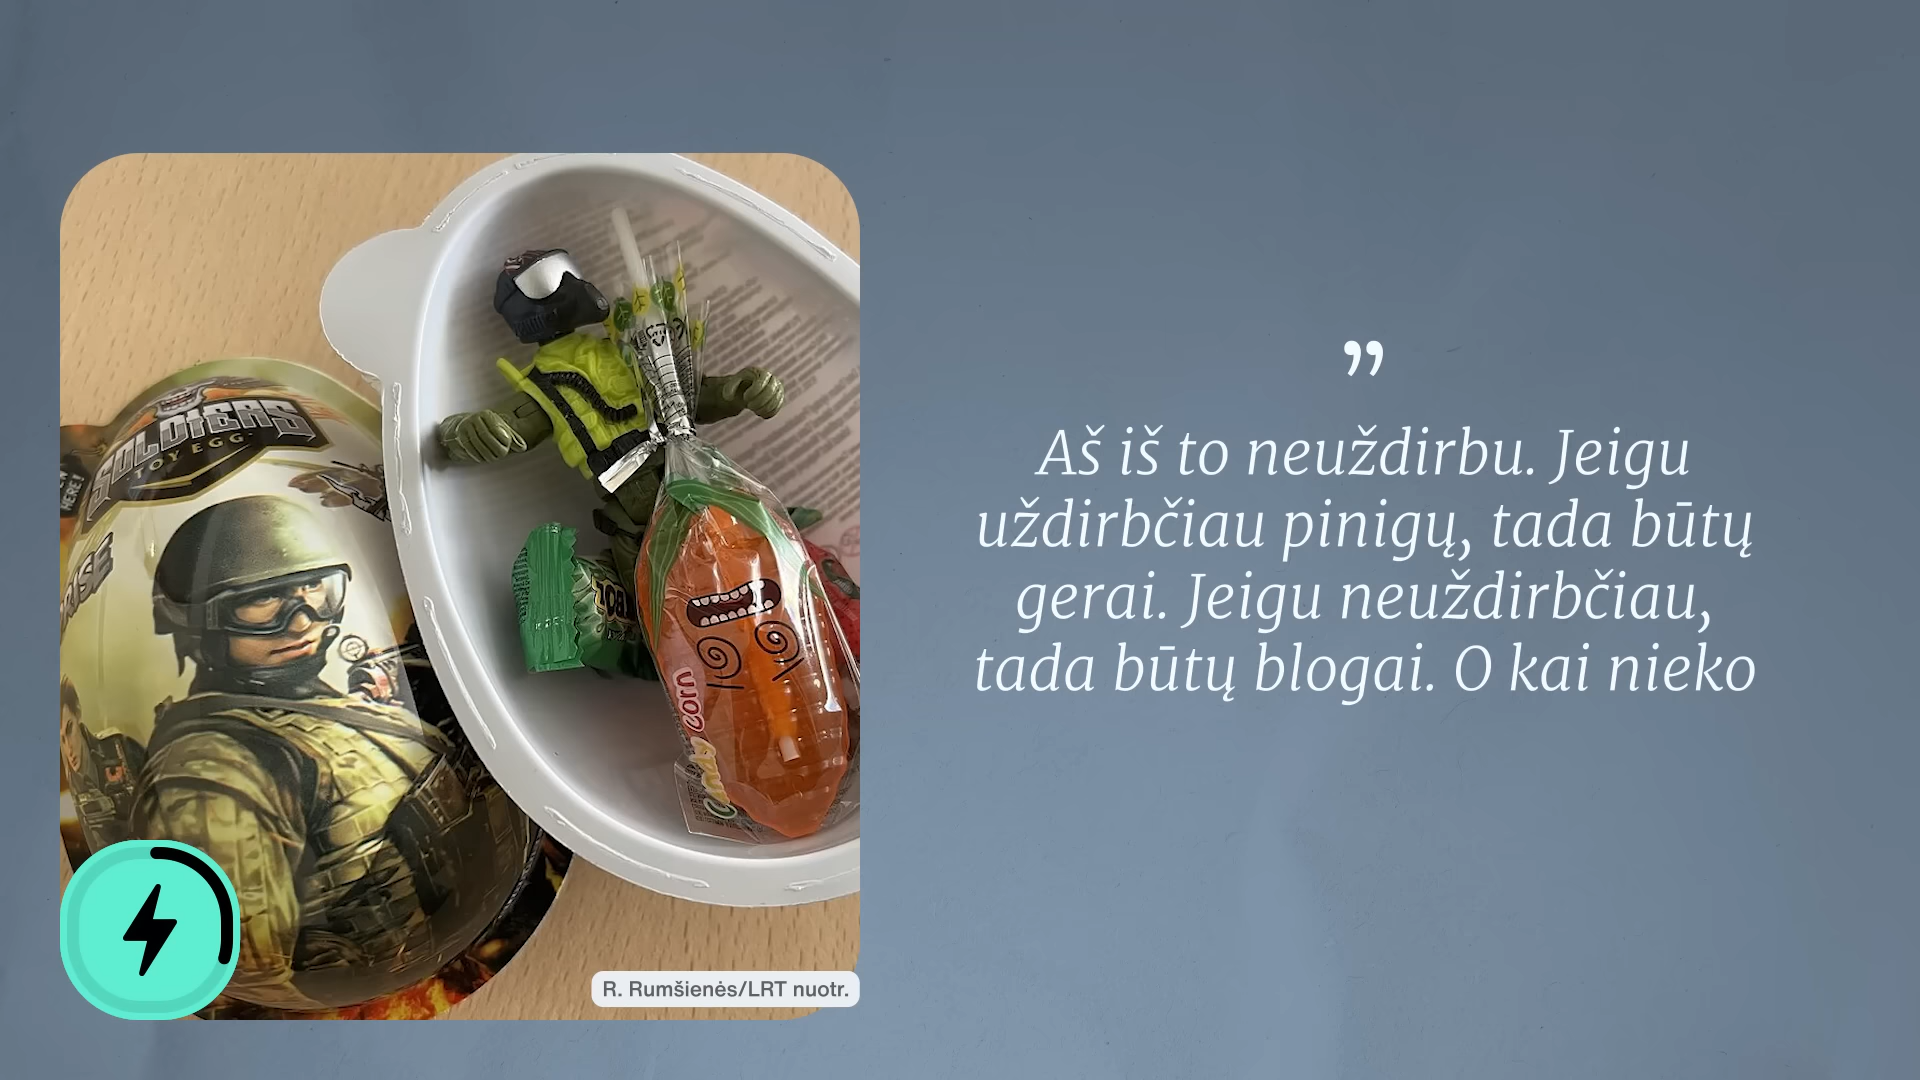 SOLDIERS
TOY EGG
HERE!
corn
R. Rumšienės/LRT nuotr.
”
Aš iš to neuždirbu. Jeigu
uždirbčiau pinigų, tada būtų
gerai. Jeigu neuždirbčiau,
tada būtų blogai. O kai nieko